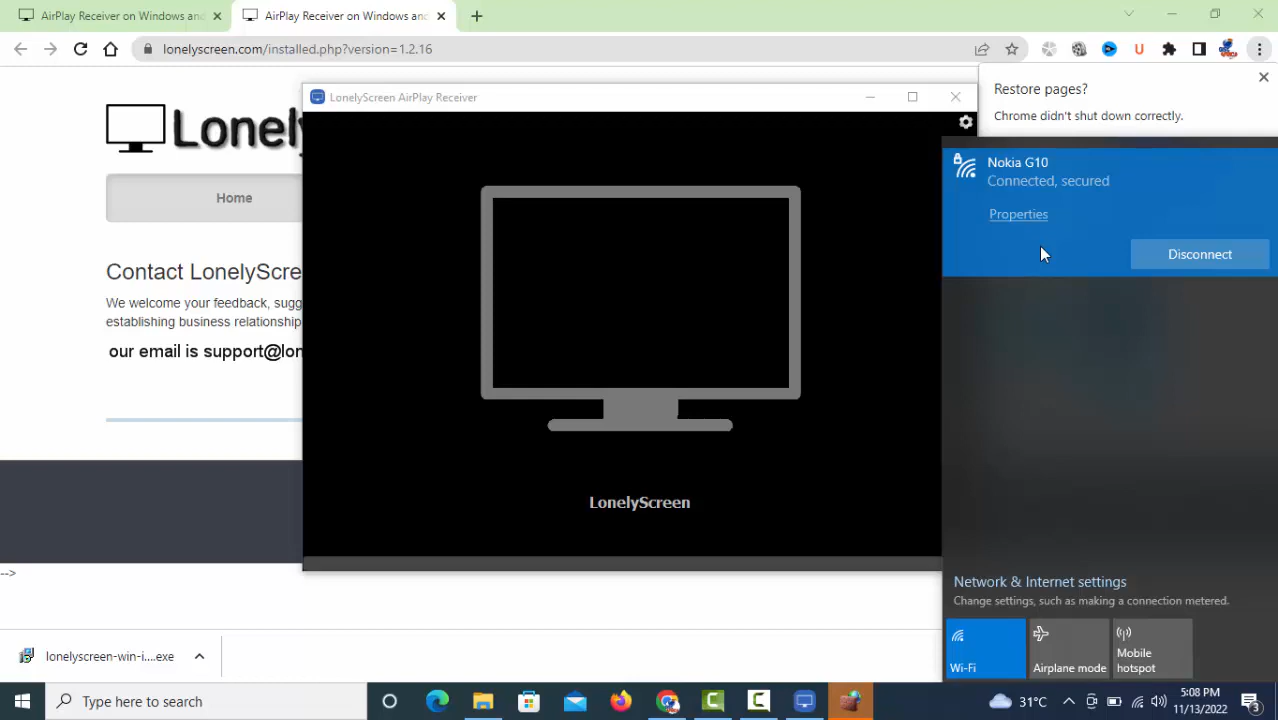 AirPlay Receiver on Windows and
AirPlay Receiver on Windows and
lonelyscreen.com/installed.php?version=1.2.16
Restore pages?
Chrome didn't shut down correctly.
LonelyScreen AirPlay Receiver
Lonely
Home
Contact LonelyScre
We welcome your feedback, sugg
establishing business relationship
our email is support@lon
LonelyScreen
Nokia G10
Connected, secured
Properties
Disconnect
Network & Internet settings
Change settings, such as making a connection metered.
Wi-Fi
Airplane mode
Mobile
hotspot
-->
lonelyscreen-win-i....exe
Type here to search
31°C
5:08 PM
11/13/2022
3